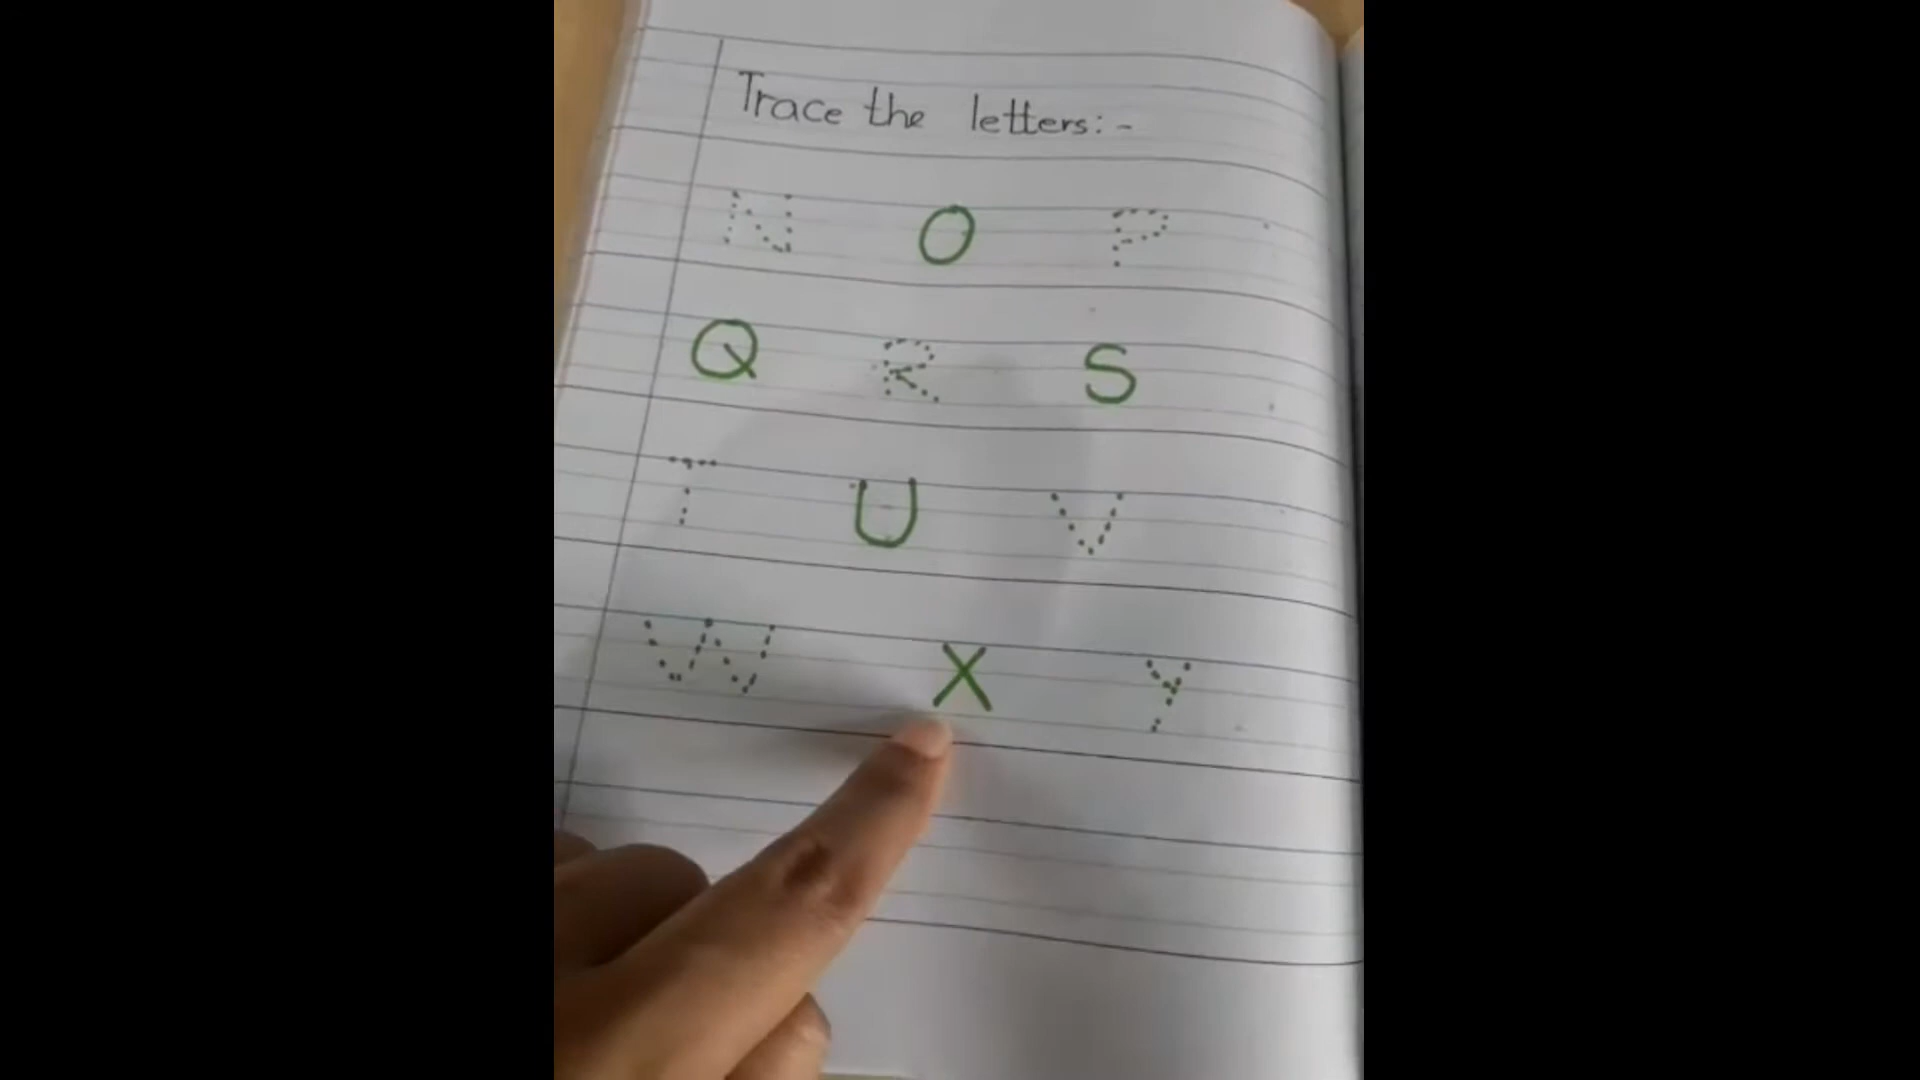 Trace the letters:-
N O P
Q R S
T U V
W X Y